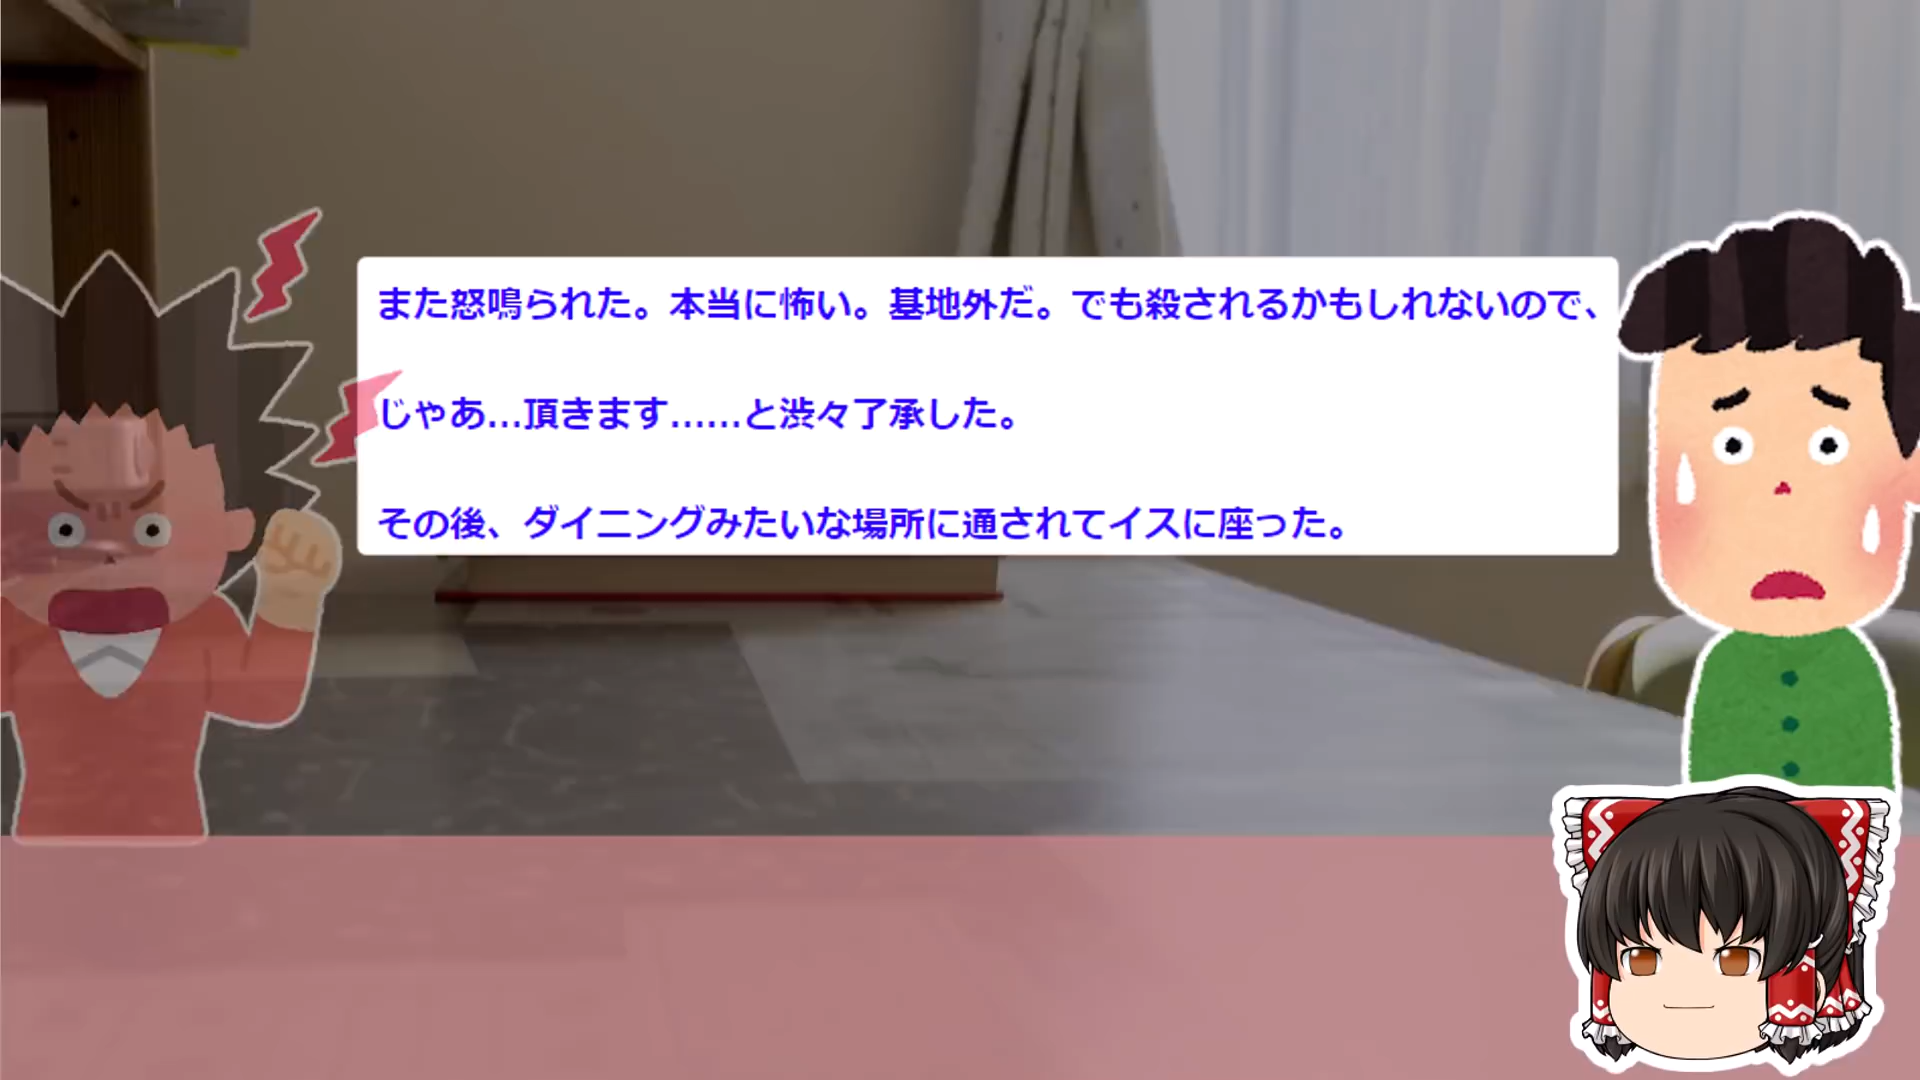 また怒鳴られた。本当に怖い。基地外だ。でも殺されるかもしれないので、
じゃあ…頂きます……と渋々了承した。
その後、ダイニングみたいな場所に通されてイスに座った。